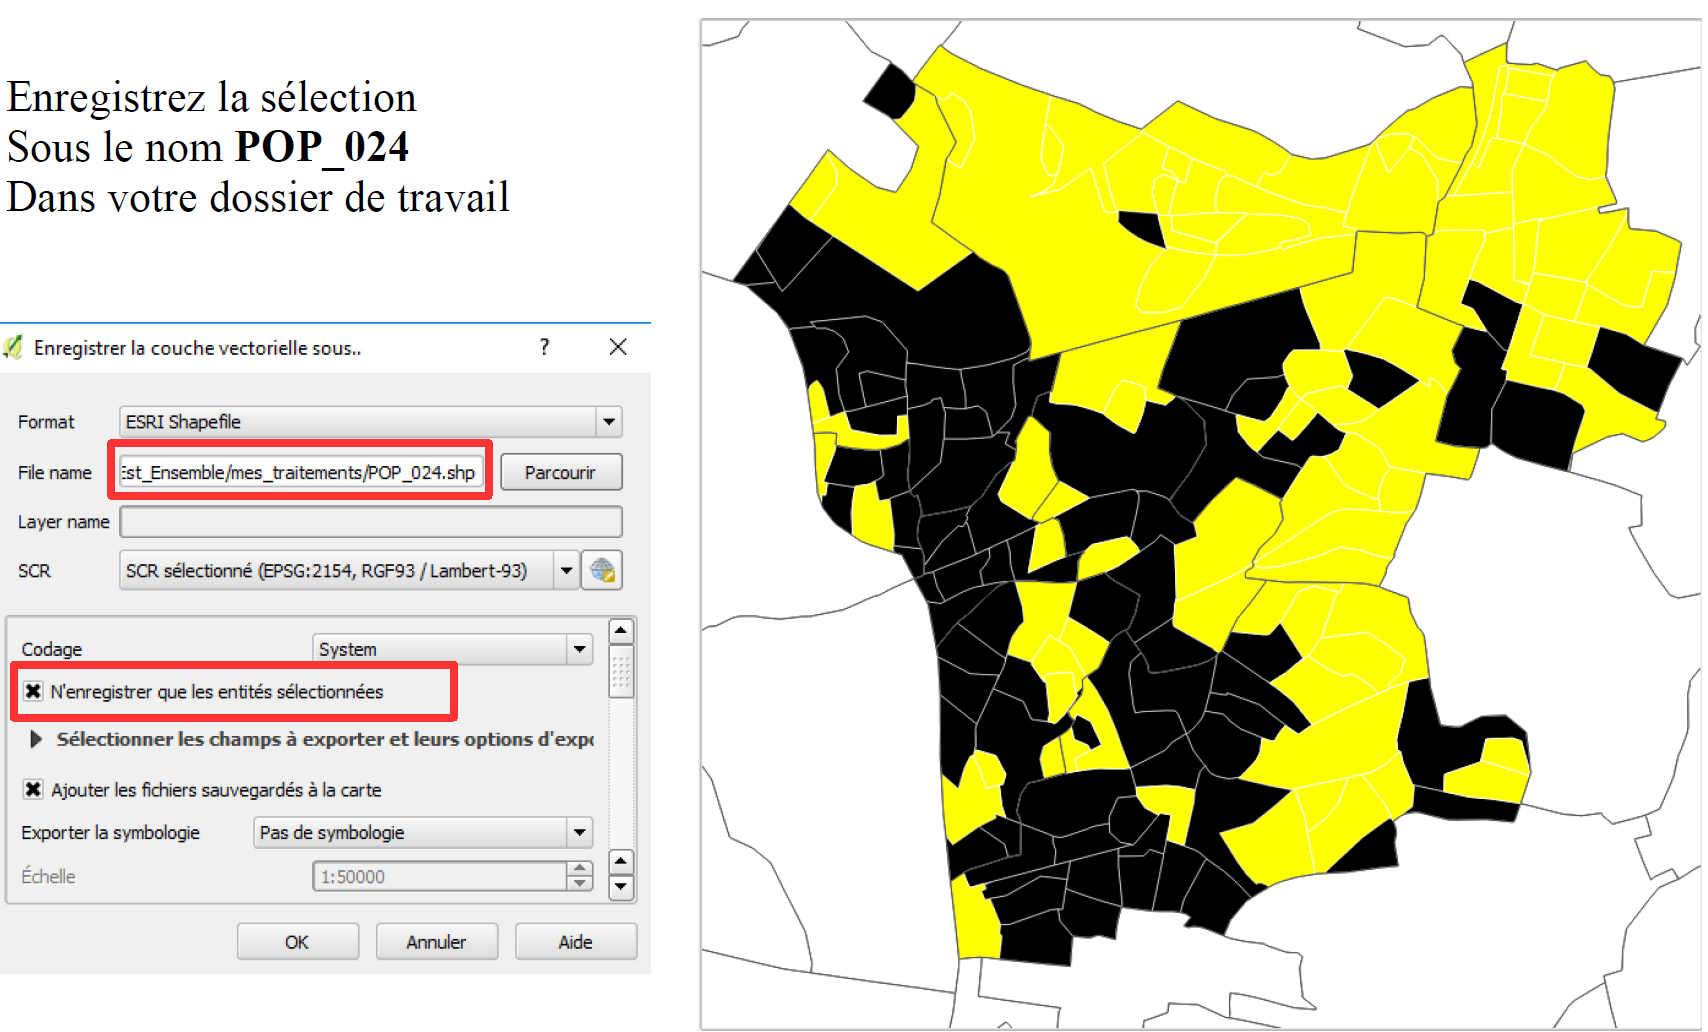 Enregistrez la sélection
Sous le nom POP_024
Dans votre dossier de travail
Enregistrer la couche vectorielle sous.. ?
Format ESRI Shapefile
File name Est_Ensemble/mes_traitements/POP_024.shp Parcourir
Layer name
SCR SCR sélectionné (EPSG:2154, RGF93 / Lambert-93)
Codage System
N'enregistrer que les entités sélectionnées
Sélectionner les champs à exporter et leurs options d'expo
Ajouter les fichiers sauvegardés à la carte
Exporter la symbologie Pas de symbologie
Échelle 1:50000
OK Annuler Aide